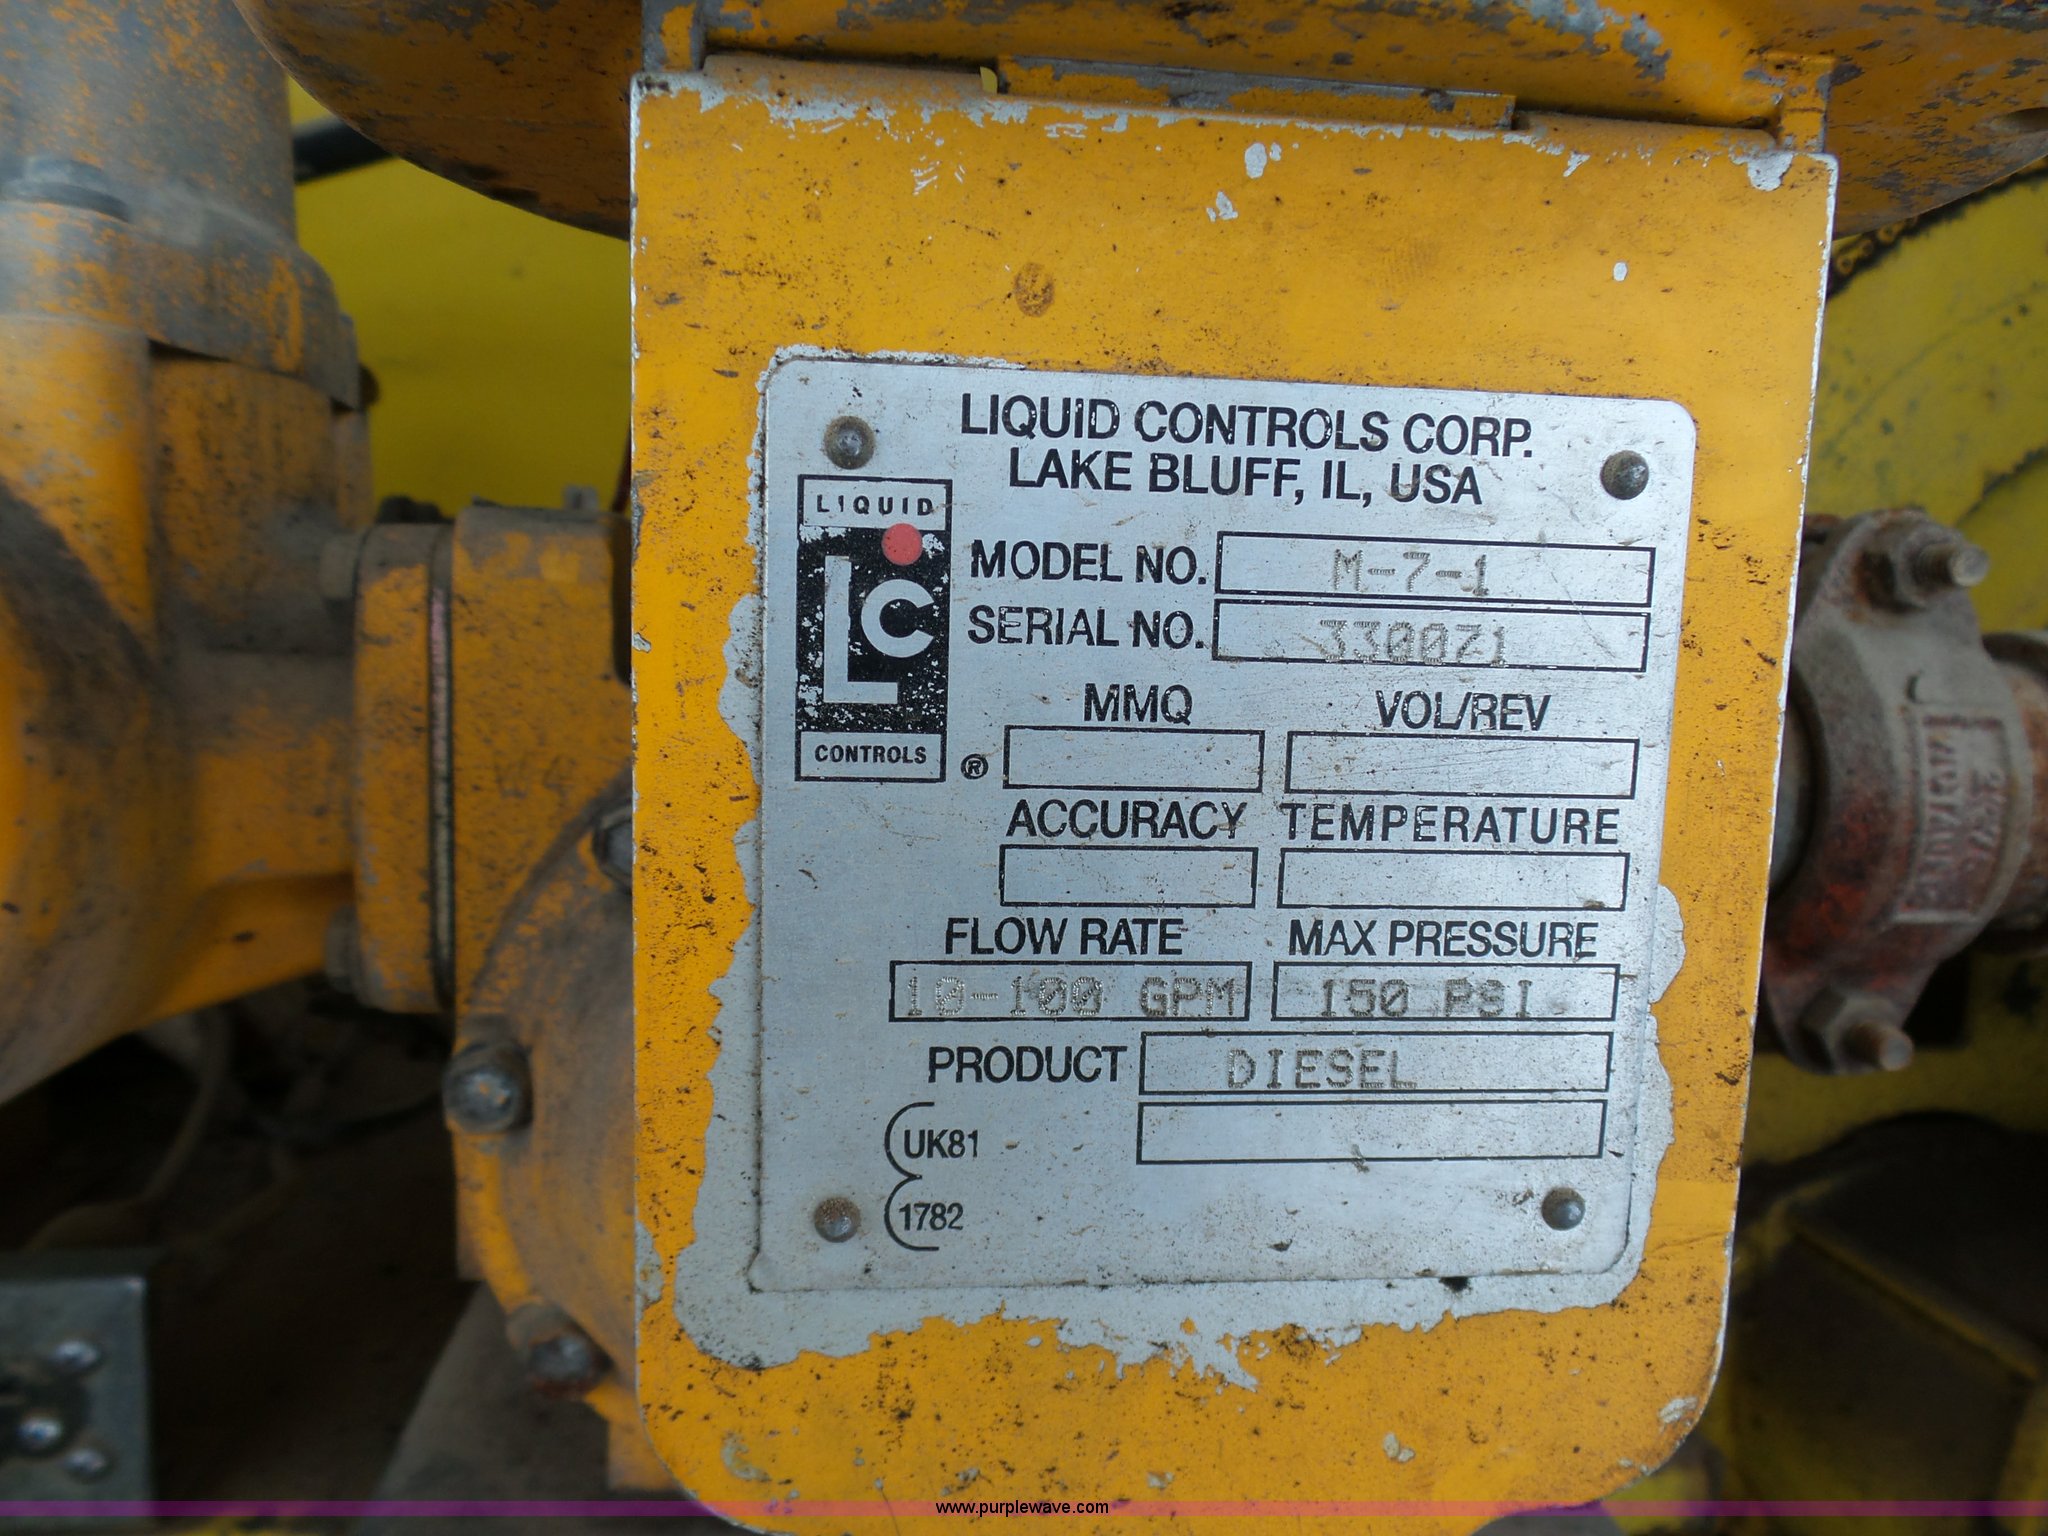 LIQUID CONTROLS CORP.
LAKE BLUFF, IL, USA
LIQUID
LC
CONTROLS
®
MODEL NO. M-7-1
SERIAL NO. 330071
MMQ VOL/REV
ACCURACY TEMPERATURE
FLOW RATE MAX PRESSURE
10-100 GPM 150 PSI
PRODUCT DIESEL
UK81
1782
www.purplewave.com